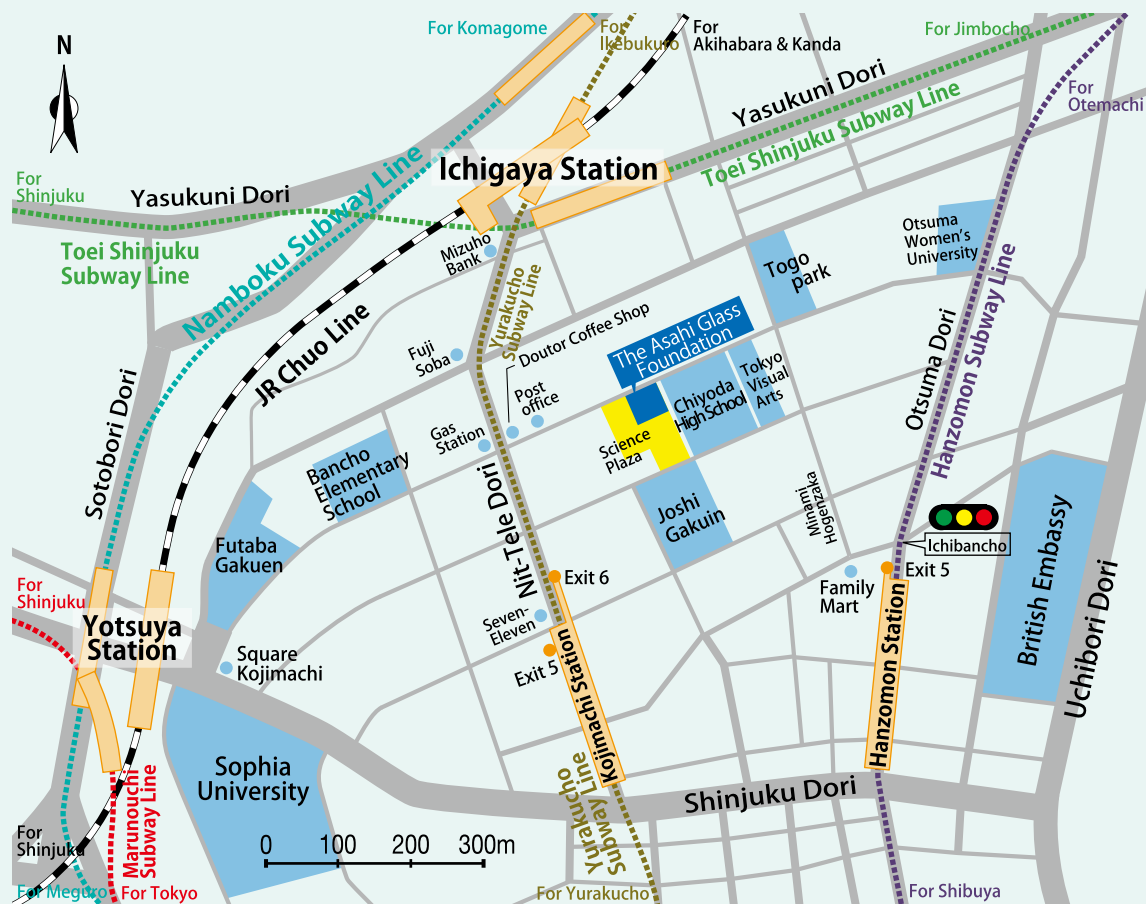 N
For Komagome
For
Ikebukuro
For
Akihabara & Kanda
For Jimbocho
For
Otemachi
Yasukuni Dori
Toei Shinjuku Subway Line
Ichigaya Station
For
Shinjuku
Yasukuni Dori
Namboku Subway Line
Toei Shinjuku
Subway Line
Mizuho
Bank
Yurakucho
Subway Line
Otsuma
Women's
University
Togo
park
JR Chuo Line
Fuji
Soba
Doutor Coffee Shop
The Asahi Glass
Foundation
Hanzomon Subway Line
Otsuma Dori
Sotobori Dori
Post
office
Gas
Station
Chiyoda
High School
Tokyo
Visual
Arts
Science
Plaza
Bancho
Elementary
School
Nit-Tele Dori
Joshi
Gakuin
Minami
Hogenzaka
Futaba
Gakuen
Ichibancho
British Embassy
Uchibori Dori
Exit 6
Exit 5
Family
Mart
For
Shinjuku
Yotsuya
Station
Seven-
Eleven
Exit 5
Square
Kojimachi
Kojimachi Station
Hanzomon Station
Sophia
University
Shinjuku Dori
Yurakucho
Subway Line
Marunouchi
Subway Line
For
Shinjuku
0 100 200 300m
For Meguro
For Tokyo
For Yurakucho
For Shibuya